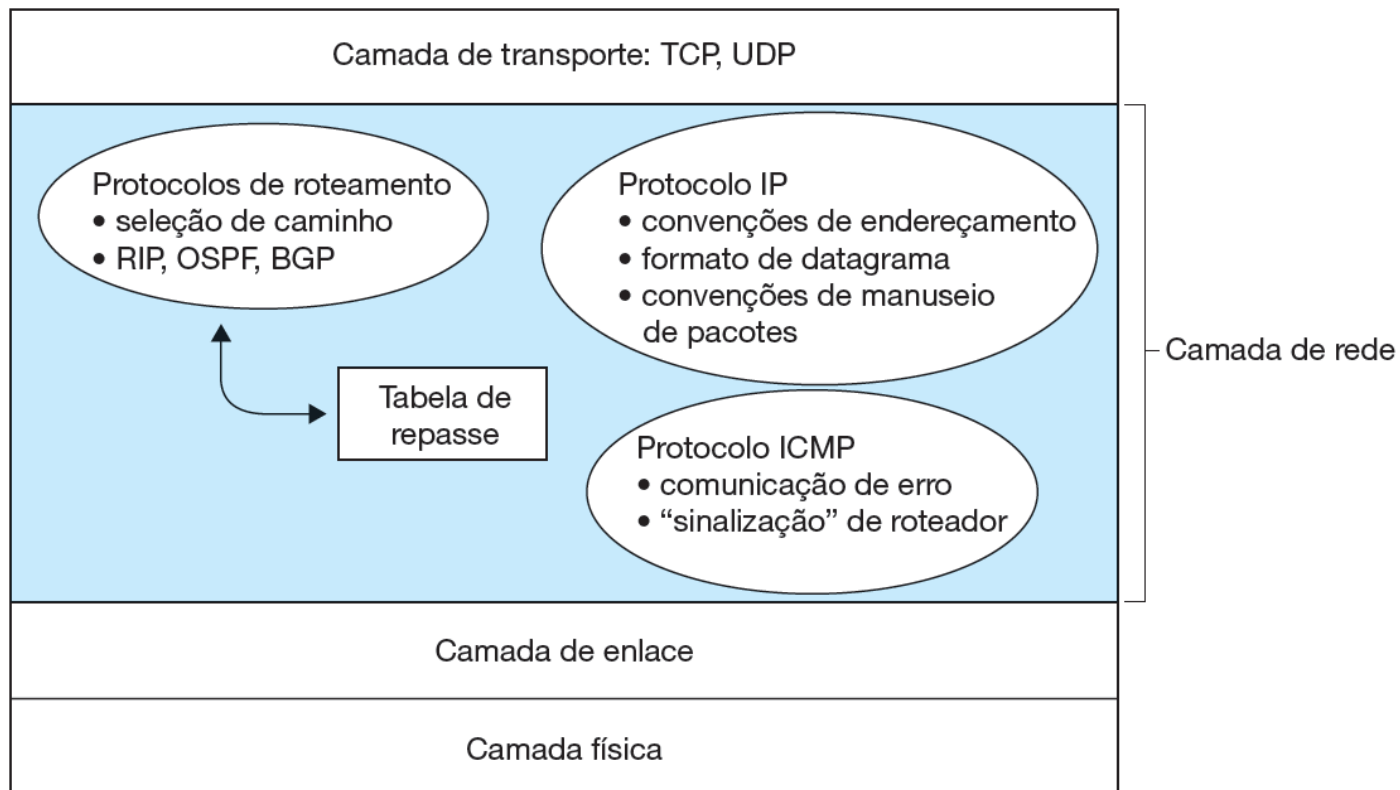 Camada de transporte: TCP, UDP
Protocolos de roteamento
• seleção de caminho
• RIP, OSPF, BGP
Tabela de
repasse
Protocolo IP
• convenções de endereçamento
• formato de datagrama
• convenções de manuseio
de pacotes
Protocolo ICMP
• comunicação de erro
• “sinalização” de roteador
Camada de rede
Camada de enlace
Camada física